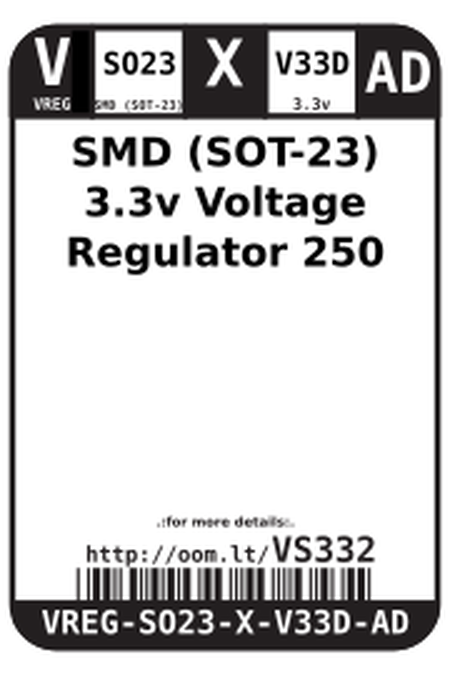 V S023 X V33D AD
VREG SMD (SOT-23) 3.3v
SMD (SOT-23)
3.3v Voltage
Regulator 250
.:for more details:.
http://oom.lt/VS332
VREG-S023-X-V33D-AD